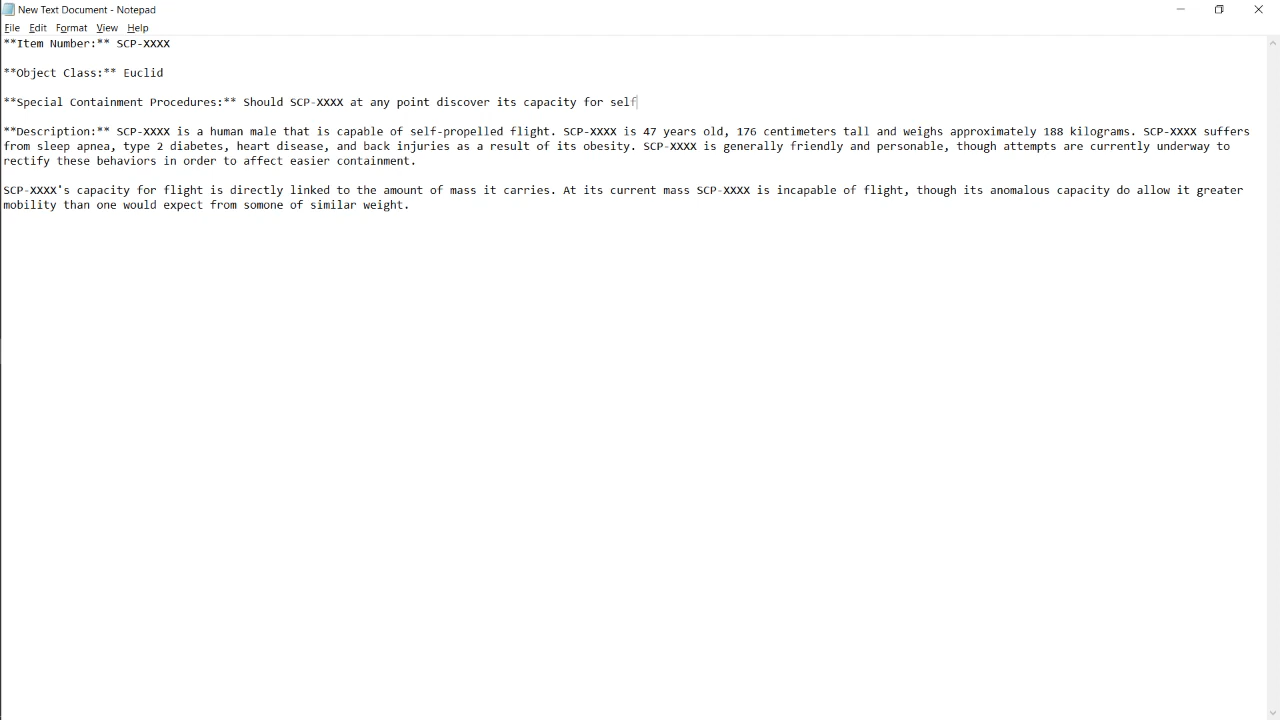 New Text Document - Notepad
File Edit Format View Help
**Item Number:** SCP-XXXX
**Object Class:** Euclid
**Special Containment Procedures:** Should SCP-XXXX at any point discover its capacity for self
**Description:** SCP-XXXX is a human male that is capable of self-propelled flight. SCP-XXXX is 47 years old, 176 centimeters tall and weighs approximately 188 kilograms. SCP-XXXX suffers
from sleep apnea, type 2 diabetes, heart disease, and back injuries as a result of its obesity. SCP-XXXX is generally friendly and personable, though attempts are currently underway to
rectify these behaviors in order to affect easier containment.
SCP-XXXX's capacity for flight is directly linked to the amount of mass it carries. At its current mass SCP-XXXX is incapable of flight, though its anomalous capacity do allow it greater
mobility than one would expect from somone of similar weight.